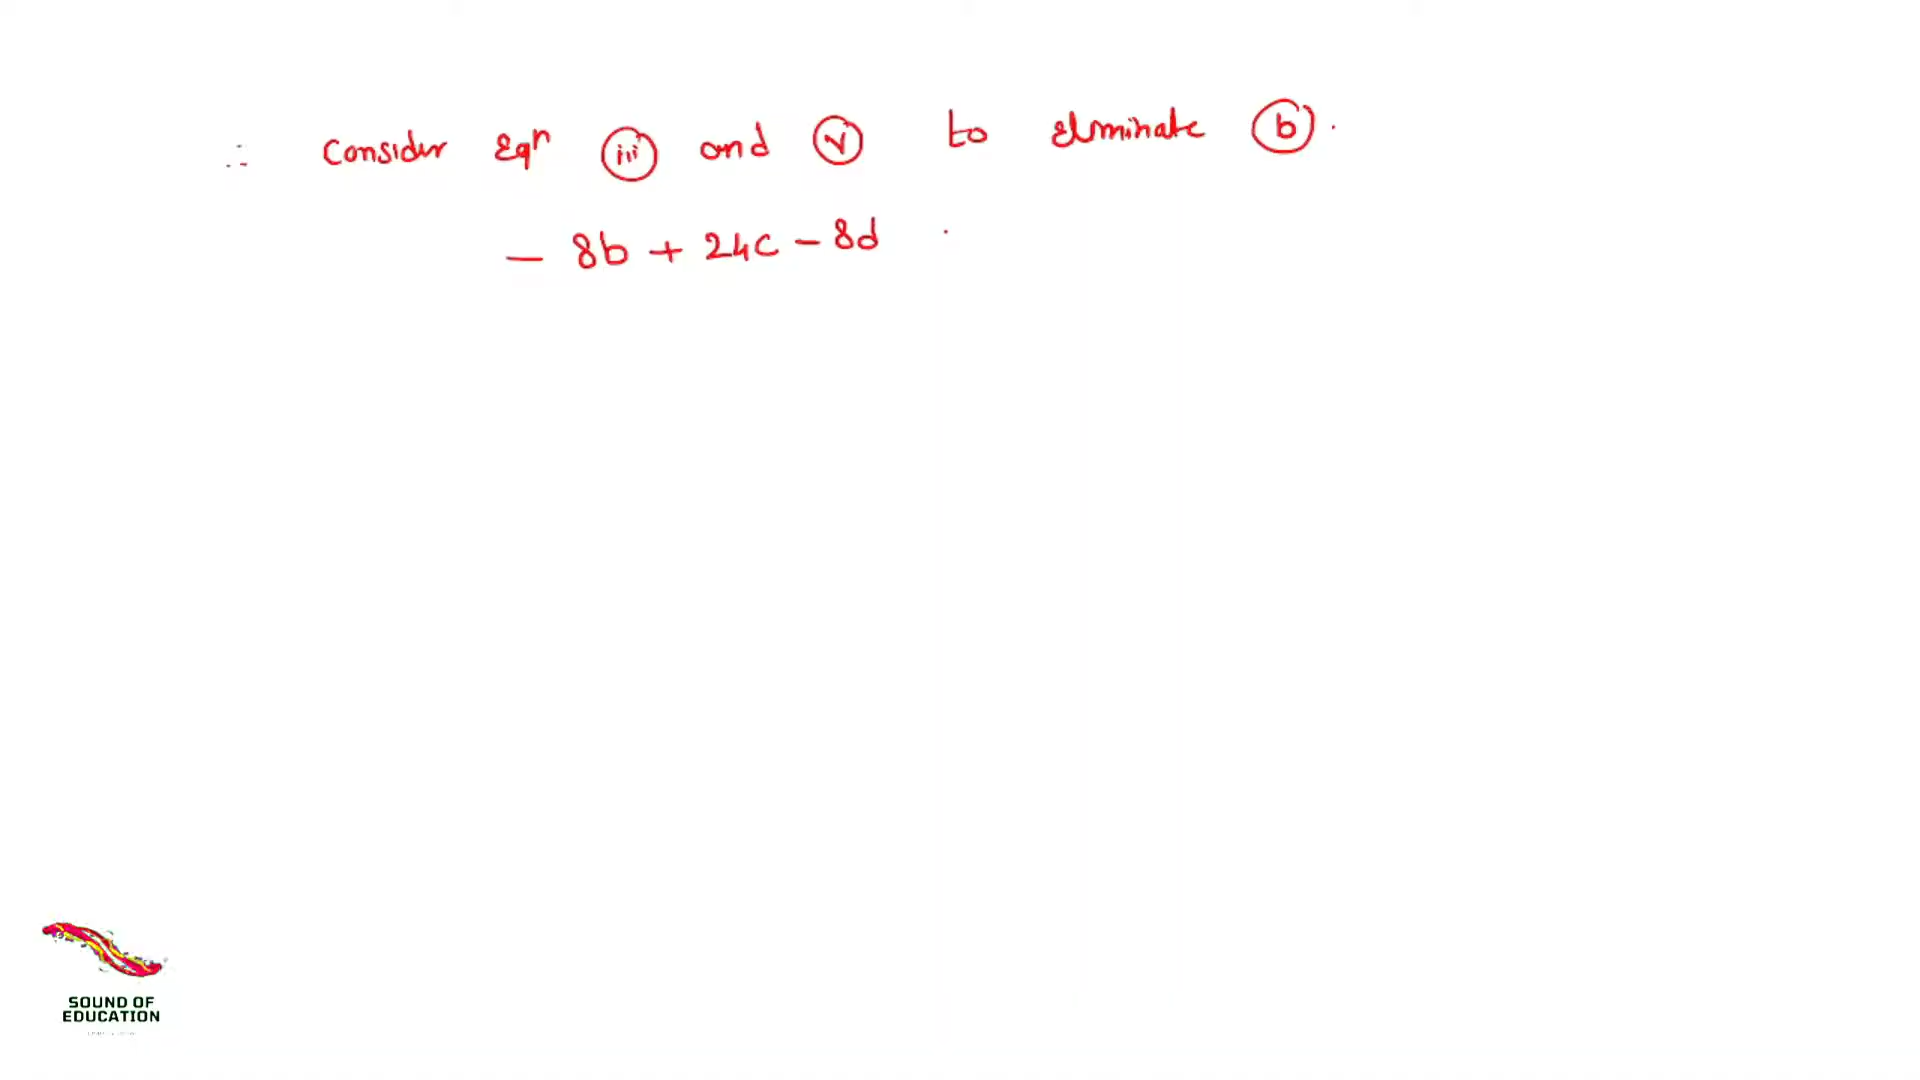 ∴ Consider Eqn (iii) and (v) to eliminate (b).
- 8b + 24c - 8d
SOUND OF
EDUCATION